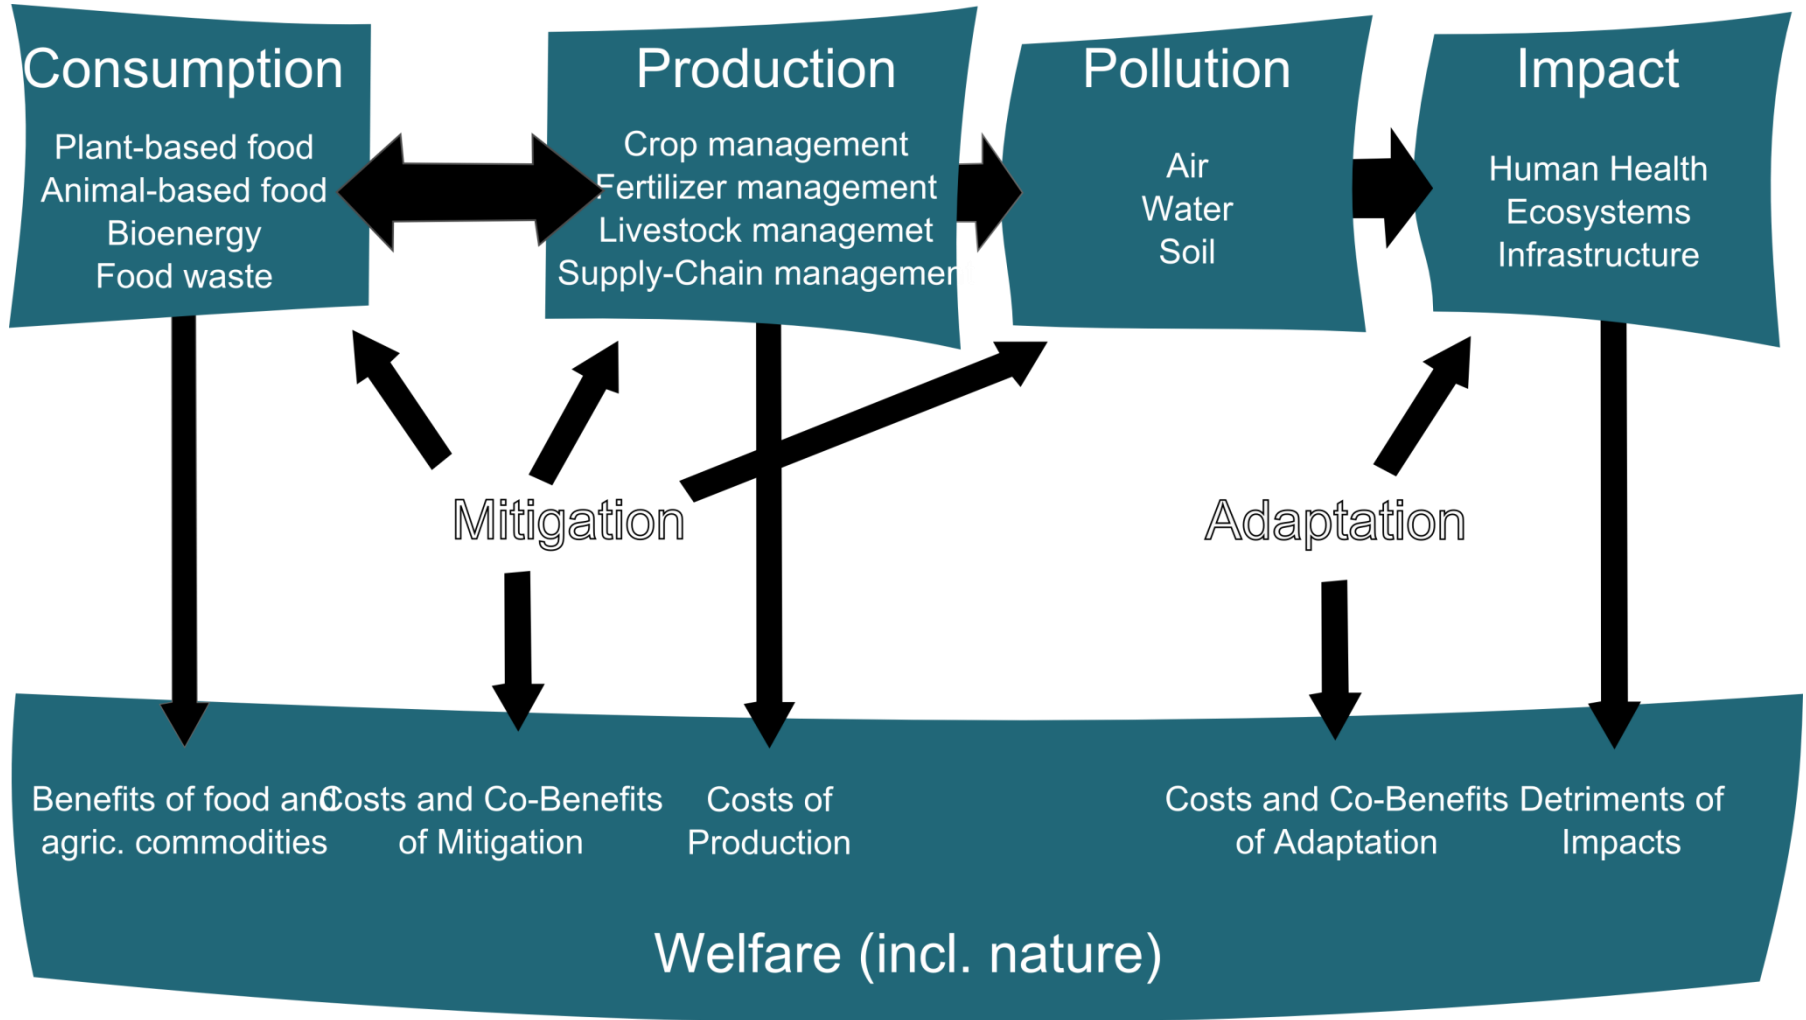 Consumption
Plant-based food
Animal-based food
Bioenergy
Food waste
Production
Crop management
Fertilizer management
Livestock managemet
Supply-Chain managemen
Pollution
Air
Water
Soil
Impact
Human Health
Ecosystems
Infrastructure
Mitigation
Adaptation
Benefits of food and
agric. commodities
Costs and Co-Benefits
of Mitigation
Costs of
Production
Costs and Co-Benefits
of Adaptation
Detriments of
Impacts
Welfare (incl. nature)